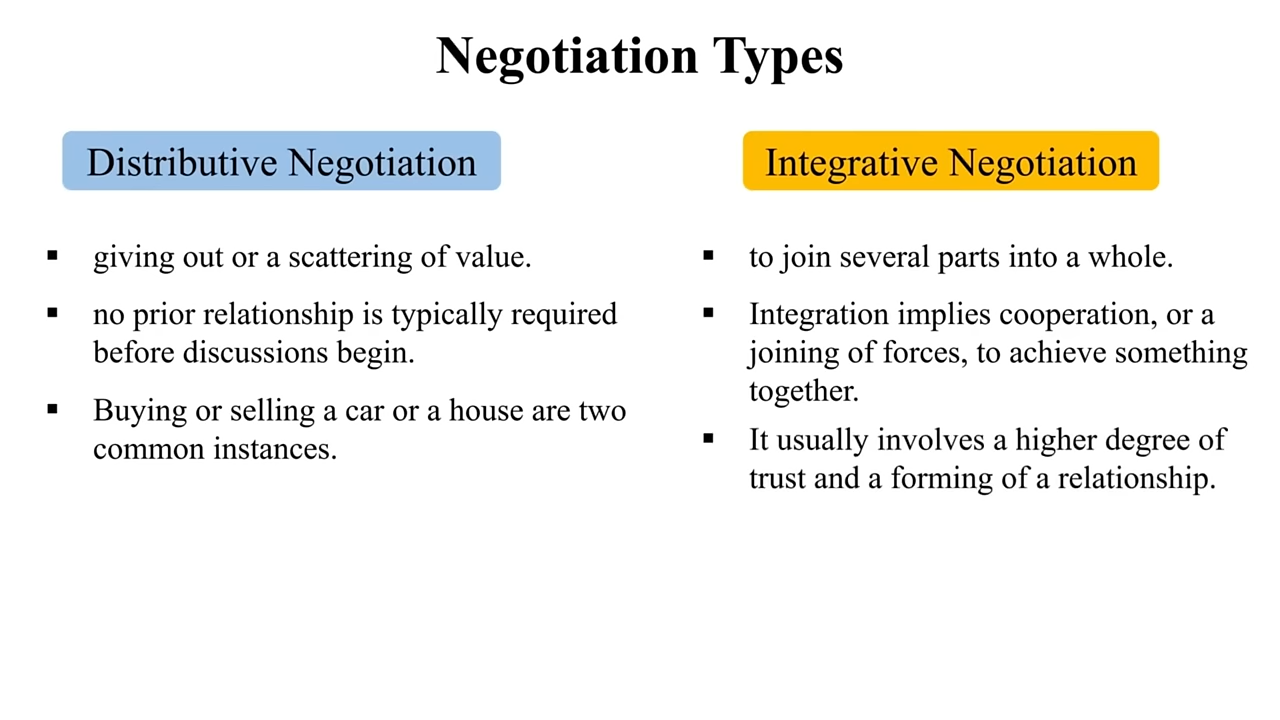 Negotiation Types
Distributive Negotiation
▪ giving out or a scattering of value.
▪ no prior relationship is typically required
before discussions begin.
▪ Buying or selling a car or a house are two
common instances.
Integrative Negotiation
▪ to join several parts into a whole.
▪ Integration implies cooperation, or a
joining of forces, to achieve something
together.
▪ It usually involves a higher degree of
trust and a forming of a relationship.